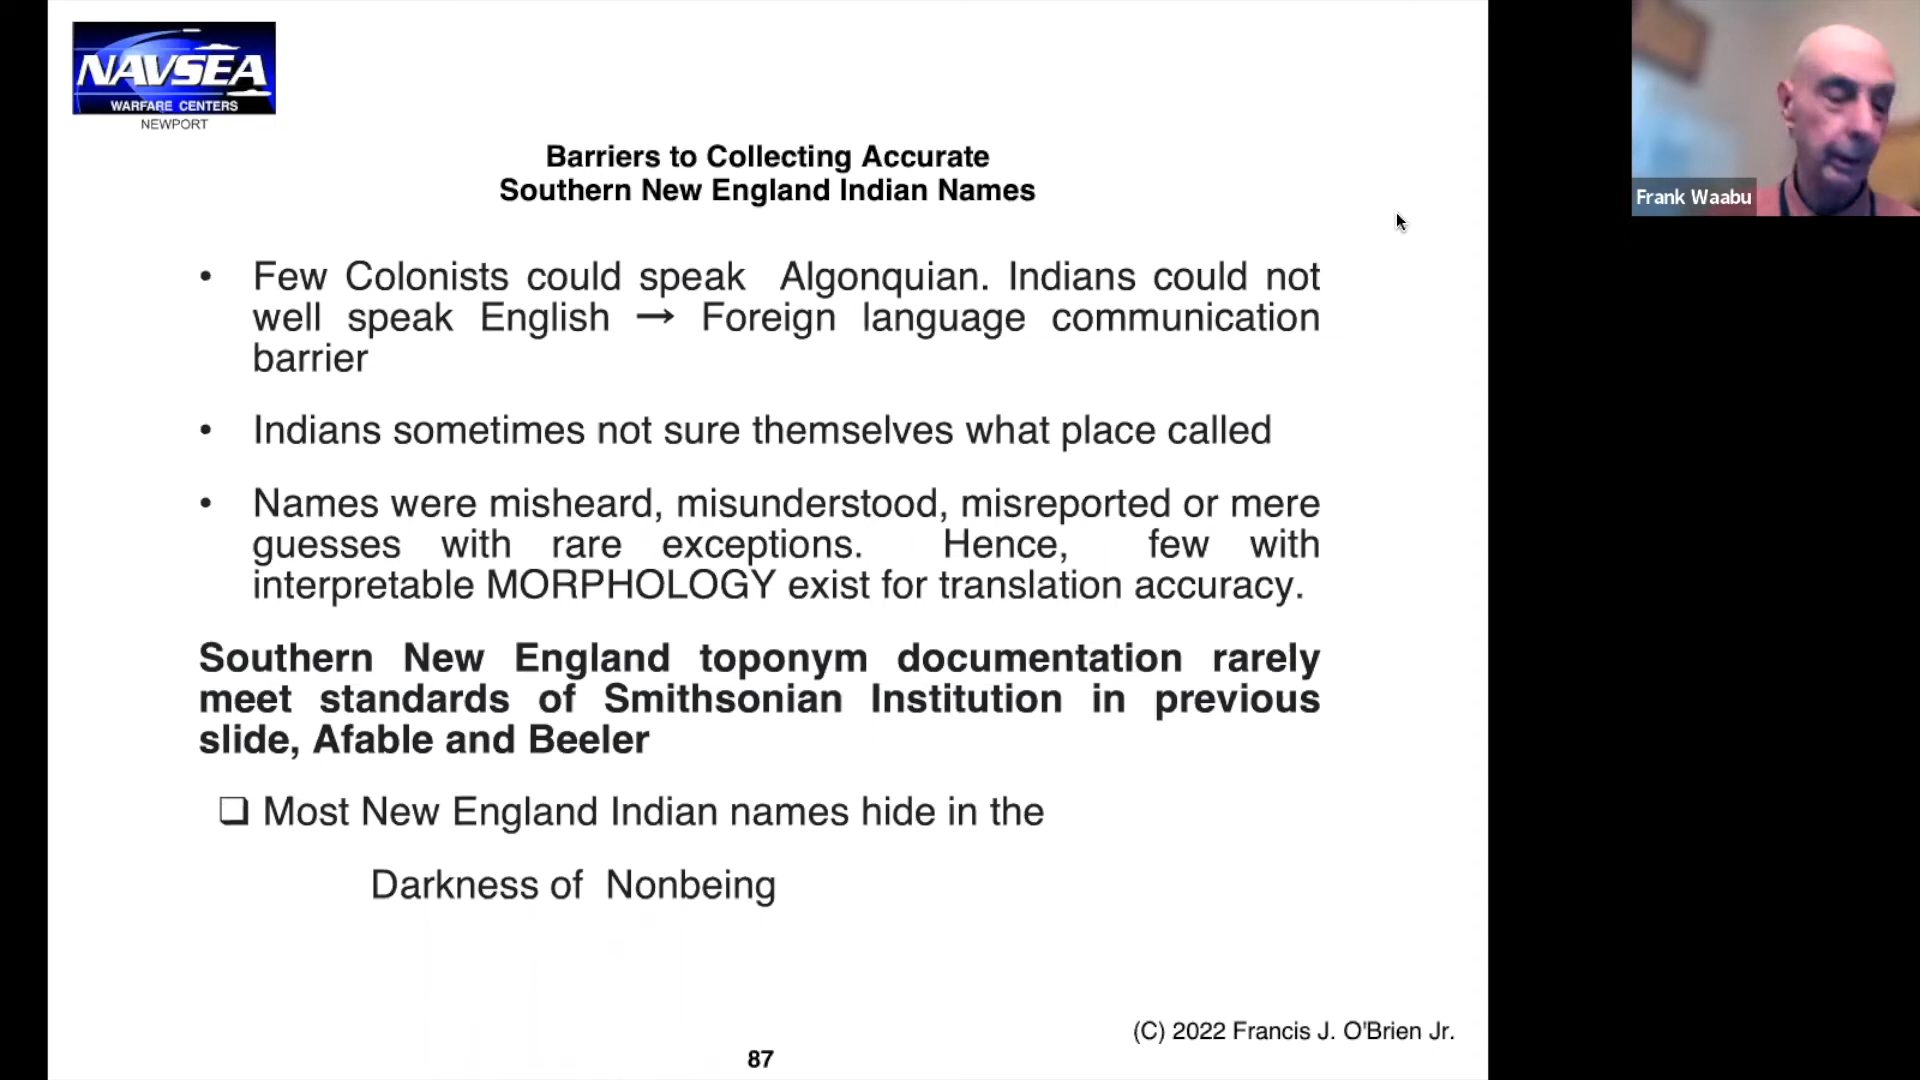 NAVSEA
WARFARE CENTERS
NEWPORT
Barriers to Collecting Accurate
Southern New England Indian Names
• Few Colonists could speak Algonquian. Indians could not
well speak English → Foreign language communication
barrier
• Indians sometimes not sure themselves what place called
• Names were misheard, misunderstood, misreported or mere
guesses with rare exceptions. Hence, few with
interpretable MORPHOLOGY exist for translation accuracy.
Southern New England toponym documentation rarely
meet standards of Smithsonian Institution in previous
slide, Afable and Beeler
❑ Most New England Indian names hide in the
Darkness of Nonbeing
(C) 2022 Francis J. O'Brien Jr.
87
Frank Waabu